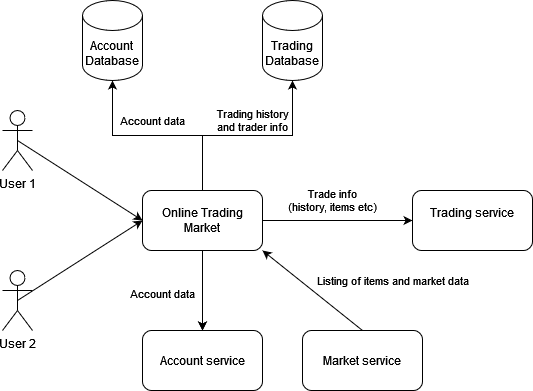 Account
Database
Trading
Database
Account data
Trading history
and trader info
User 1
Online Trading
Market
Trade info
(history, items etc)
Trading service
Listing of items and market data
Account data
User 2
Account service
Market service